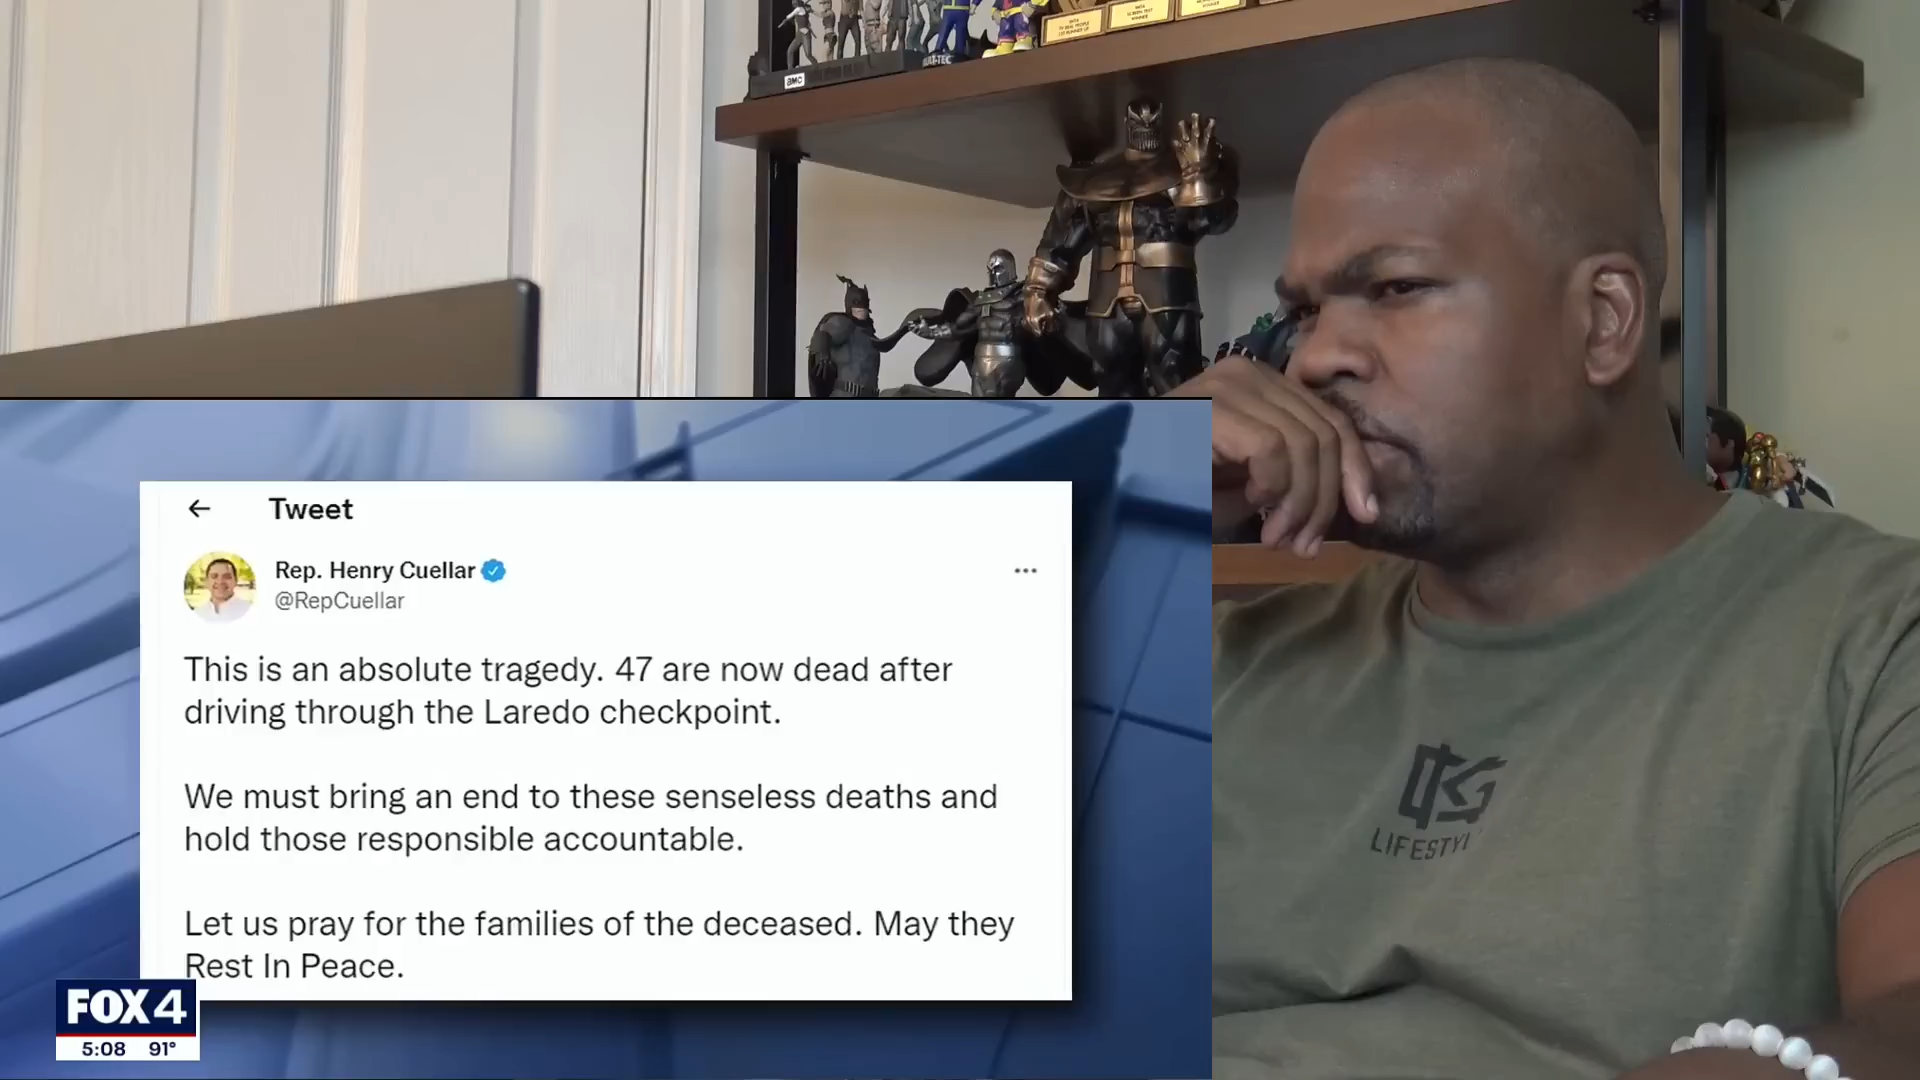 AMC
Tweet
Rep. Henry Cuellar
@RepCuellar
This is an absolute tragedy. 47 are now dead after
driving through the Laredo checkpoint.
We must bring an end to these senseless deaths and
hold those responsible accountable.
Let us pray for the families of the deceased. May they
Rest In Peace.
LIFESTYL
FOX 4
5:08 91°